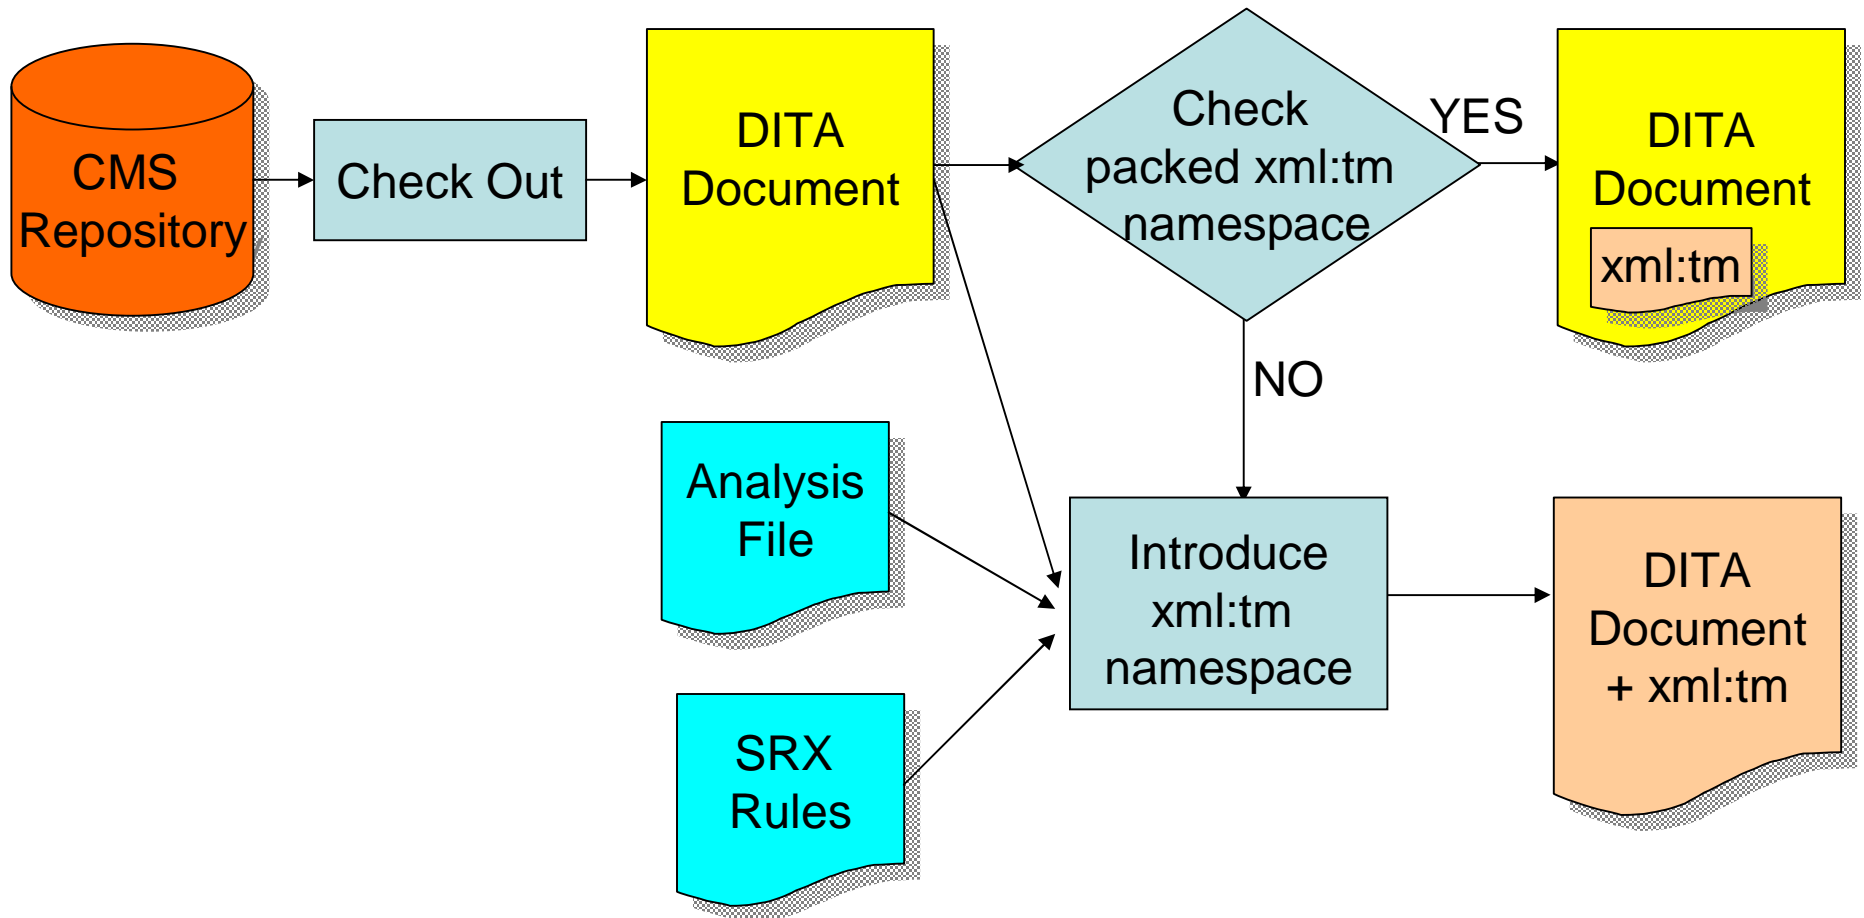 CMS
Repository
Check Out
DITA
Document
Check
packed xml:tm
namespace
YES
DITA
Document
xml:tm
NO
Analysis
File
Introduce
xml:tm
namespace
DITA
Document
+ xml:tm
SRX
Rules